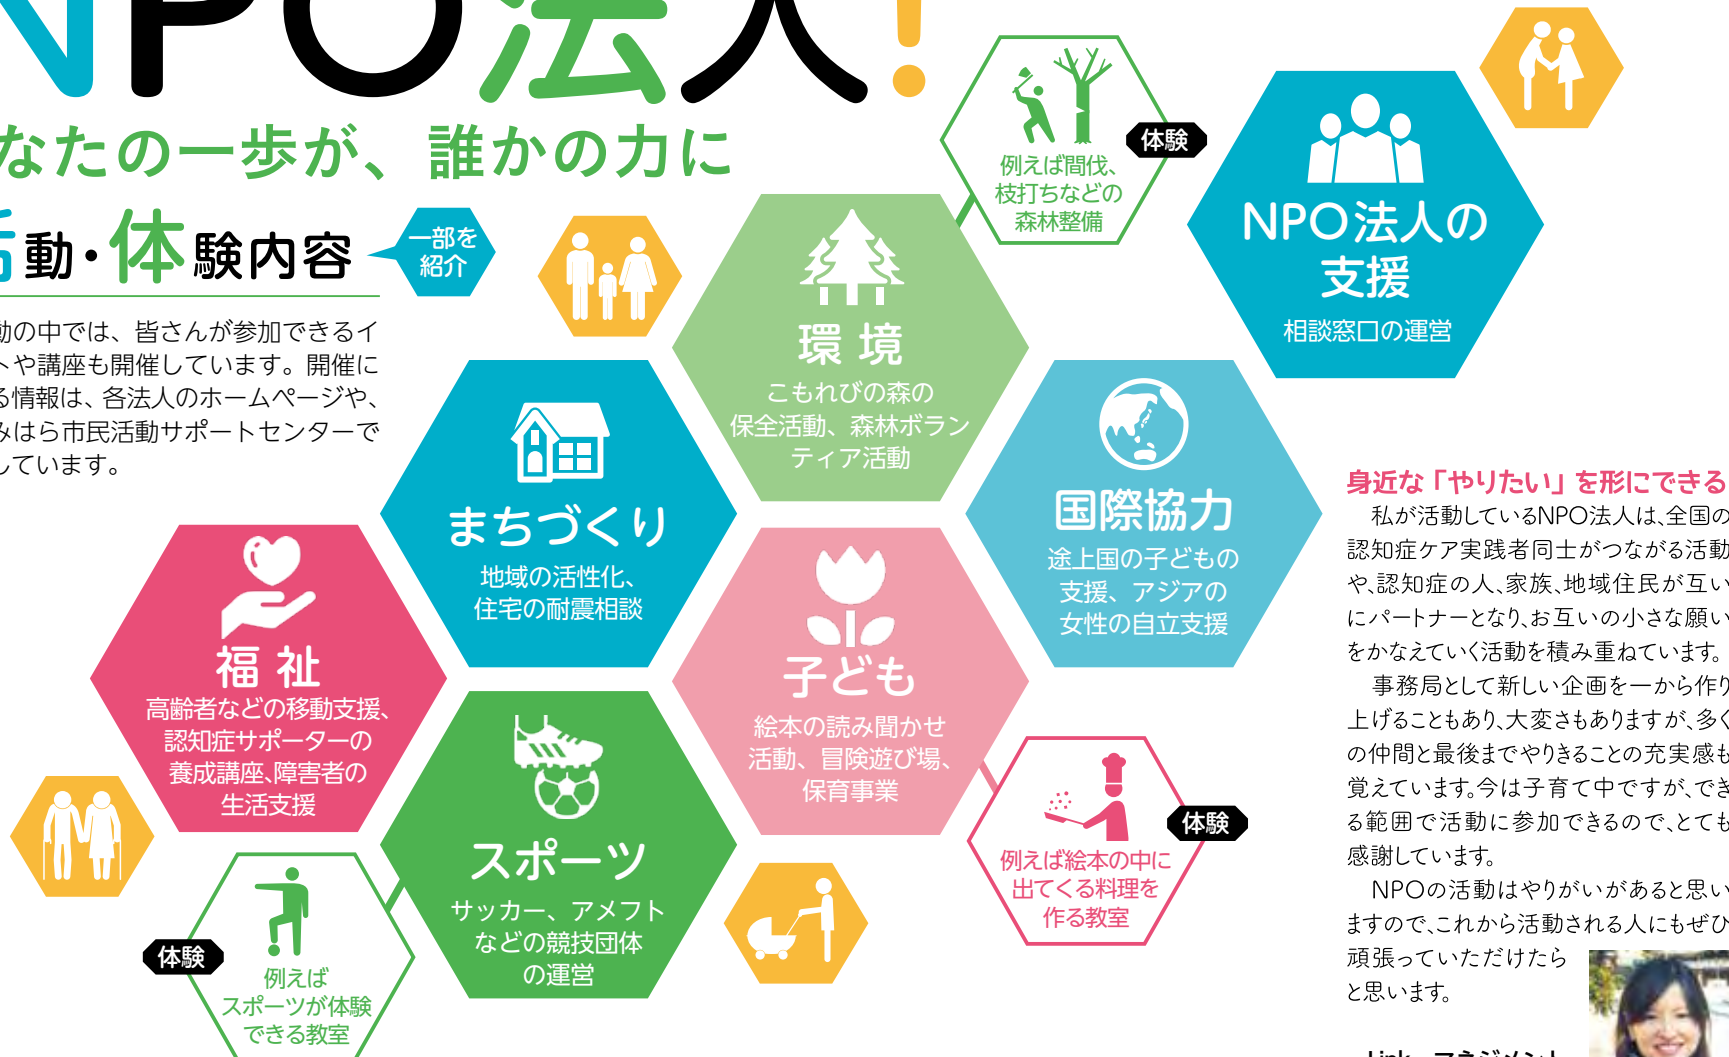 NPO法人!
なたの一歩が、誰かの力に
活動・体験内容
一部を
紹介
動の中では、皆さんが参加できるイ
トや講座も開催しています。開催に
る情報は、各法人のホームページや、
みはら市民活動サポートセンターで
しています。
体験
例えば間伐、
枝打ちなどの
森林整備
NPO法人の
支援
相談窓口の運営
環境
こもれびの森の
保全活動、森林ボラン
ティア活動
まちづくり
地域の活性化、
住宅の耐震相談
国際協力
途上国の子どもの
支援、アジアの
女性の自立支援
福祉
高齢者などの移動支援、
認知症サポーターの
養成講座、障害者の
生活支援
子ども
絵本の読み聞かせ
活動、冒険遊び場、
保育事業
スポーツ
サッカー、アメフト
などの競技団体
の運営
体験
例えば絵本の中に
出てくる料理を
作る教室
体験
例えば
スポーツが体験
できる教室
身近な「やりたい」を形にできる
私が活動しているNPO法人は、全国の
認知症ケア実践者同士がつながる活動
や、認知症の人、家族、地域住民が互い
にパートナーとなり、お互いの小さな願い
をかなえていく活動を積み重ねています。
事務局として新しい企画を一から作り
上げることもあり、大変さもありますが、多く
の仲間と最後までやりきることの充実感も
覚えています。今は子育て中ですが、でき
る範囲で活動に参加できるので、とても
感謝しています。
NPOの活動はやりがいがあると思い
ますので、これから活動される人にもぜひ
頑張っていただけたら
と思います。
Link・マネジメント